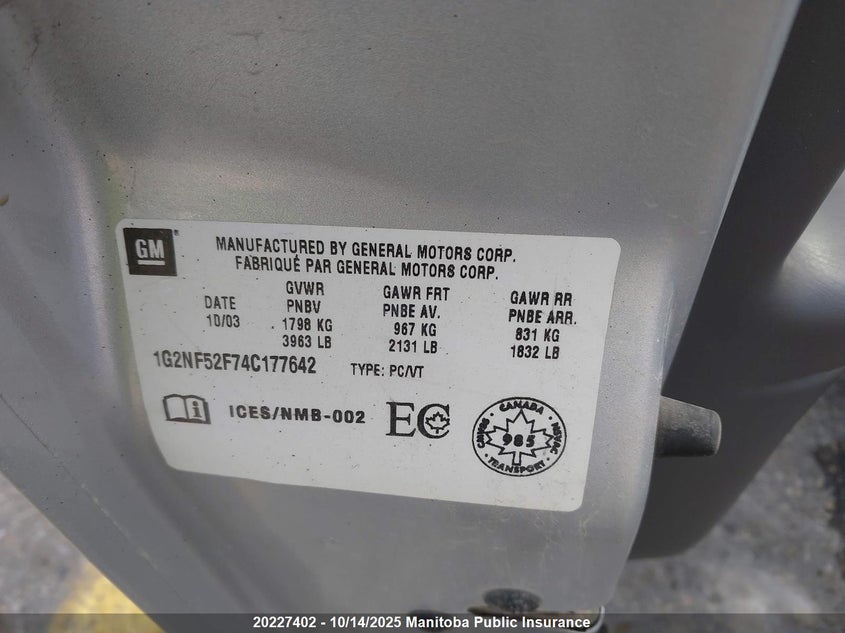 GM
MANUFACTURED BY GENERAL MOTORS CORP.
FABRIQUÉ PAR GENERAL MOTORS CORP.
DATE GVWR GAWR FRT GAWR RR
PNBV PNBE AV. PNBE ARR.
10/03 1798 KG 967 KG 831 KG
3963 LB 2131 LB 1832 LB
1G2NF52F74C177642 TYPE: PC/VT
i ICES/NMB-002 EC
CANADA
985
TRANSPORT
20227402 - 10/14/2025 Manitoba Public Insurance